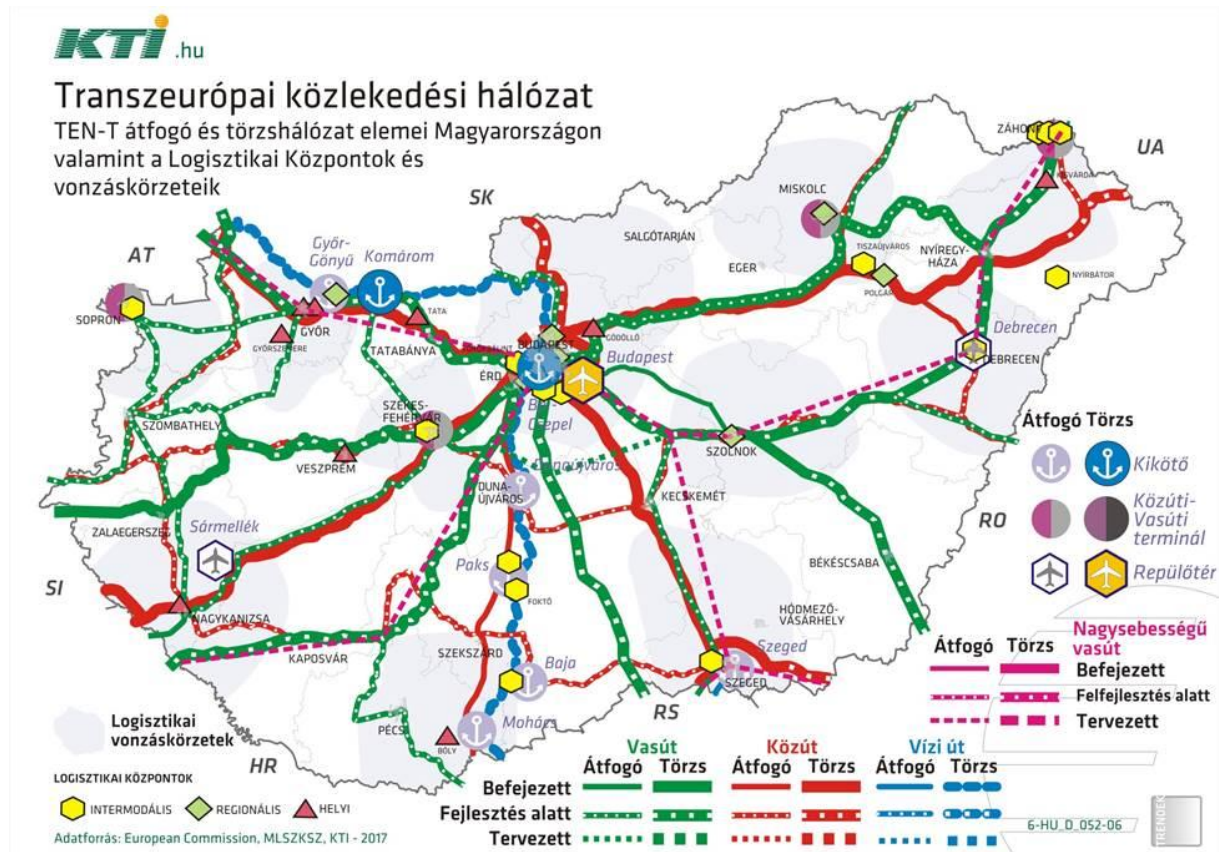 KTI.hu
Transzeurópai közlekedési hálózat
TEN-T átfogó és törzshálózat elemei Magyarországon
valamint a Logisztikai Központok és
vonzáskörzeteik
SK
UA
AT
ZÁHONY
KISVÁRDA
MISKOLC
SALGÓTARJÁN
EGER
TISZAÚJVÁROS
NYÍREGY-
HÁZA
POLGÁR
NYÍRBÁTOR
Győr-
Gönyű
Komárom
SOPRON
GYŐR
GYŐRSZEMERE
TATA
TATABÁNYA
GÖDÖLLŐ
BUDAPEST
Budapest
ÉRD
Csepel
Debrecen
DEBRECEN
SZOMBATHELY
SZÉKES-
FEHÉRVÁR
VESZPRÉM
SZOLNOK
Dunaújváros
DUNA-
ÚJVÁROS
KECSKEMÉT
ZALAEGERSZEG
Sármellék
RO
SI
BÉKÉSCSABA
Paks
FOKTŐ
NAGYKANIZSA
HÓDMEZŐ-
VÁSÁRHELY
KAPOSVÁR
SZEKSZÁRD
Baja
Szeged
SZEGED
PÉCS
Mohács
BÓLY
RS
HR
Átfogó Törzs
Kikötő
Közúti-
Vasúti
terminál
Repülőtér
Átfogó Törzs Nagysebességű
vasút
Befejezett
Felfejlesztés alatt
Tervezett
Logisztikai
vonzáskörzetek
LOGISZTIKAI KÖZPONTOK
INTERMODÁLIS REGIONÁLIS HELYI
Adatforrás: European Commission, MLSZKSZ, KTI - 2017
Vasút Közút Vízi út
Átfogó Törzs Átfogó Törzs Átfogó Törzs
Befejezett
Fejlesztés alatt
Tervezett
6-HU_D_052-06
TRENDEK